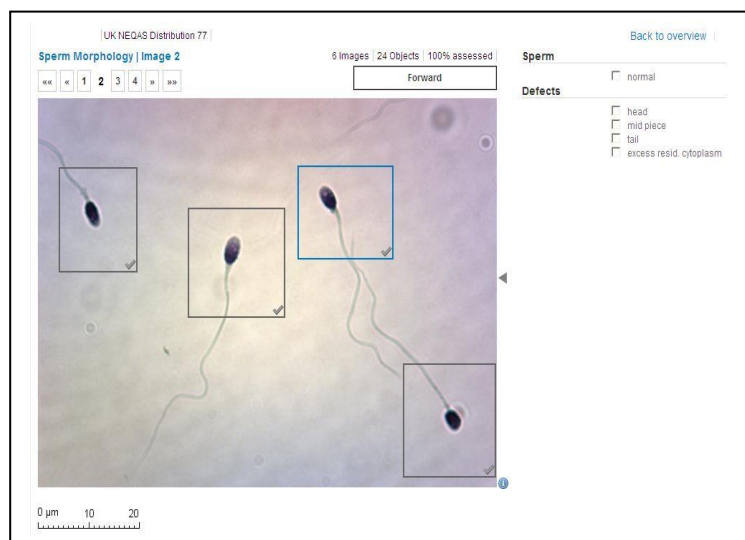 UK NEQAS Distribution 77
Back to overview
Sperm Morphology | Image 2
6 Images | 24 Objects | 100% assessed
«« « 1 2 3 4 » »»
Forward
Sperm
normal
Defects
head
mid piece
tail
excess resid. cytoplasm
0 µm 10 20